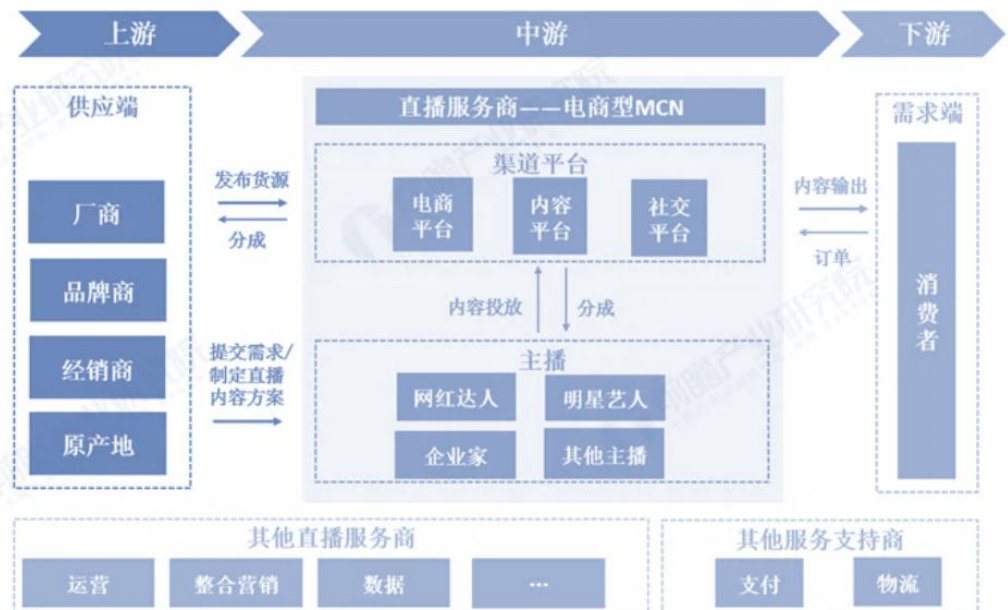 上游
中游
下游
供应端
厂商
品牌商
经销商
原产地
发布货源
分成
提交需求/
制定直播
内容方案
直播服务商——电商型MCN
渠道平台
电商
平台
内容
平台
社交
平台
内容投放
分成
主播
网红达人
明星艺人
企业家
其他主播
内容输出
订单
需求端
消费者
其他直播服务商
运营
整合营销
数据
...
其他服务支持商
支付
物流